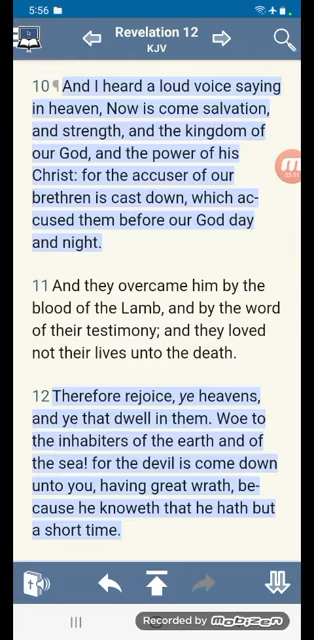 5:56
Revelation 12
KJV
10 ¶ And I heard a loud voice saying
in heaven, Now is come salvation,
and strength, and the kingdom of
our God, and the power of his
Christ: for the accuser of our
brethren is cast down, which ac-
cused them before our God day
and night.
11 And they overcame him by the
blood of the Lamb, and by the word
of their testimony; and they loved
not their lives unto the death.
12 Therefore rejoice, ye heavens,
and ye that dwell in them. Woe to
the inhabiters of the earth and of
the sea! for the devil is come down
unto you, having great wrath, be-
cause he knoweth that he hath but
a short time.
Recorded by mobizen